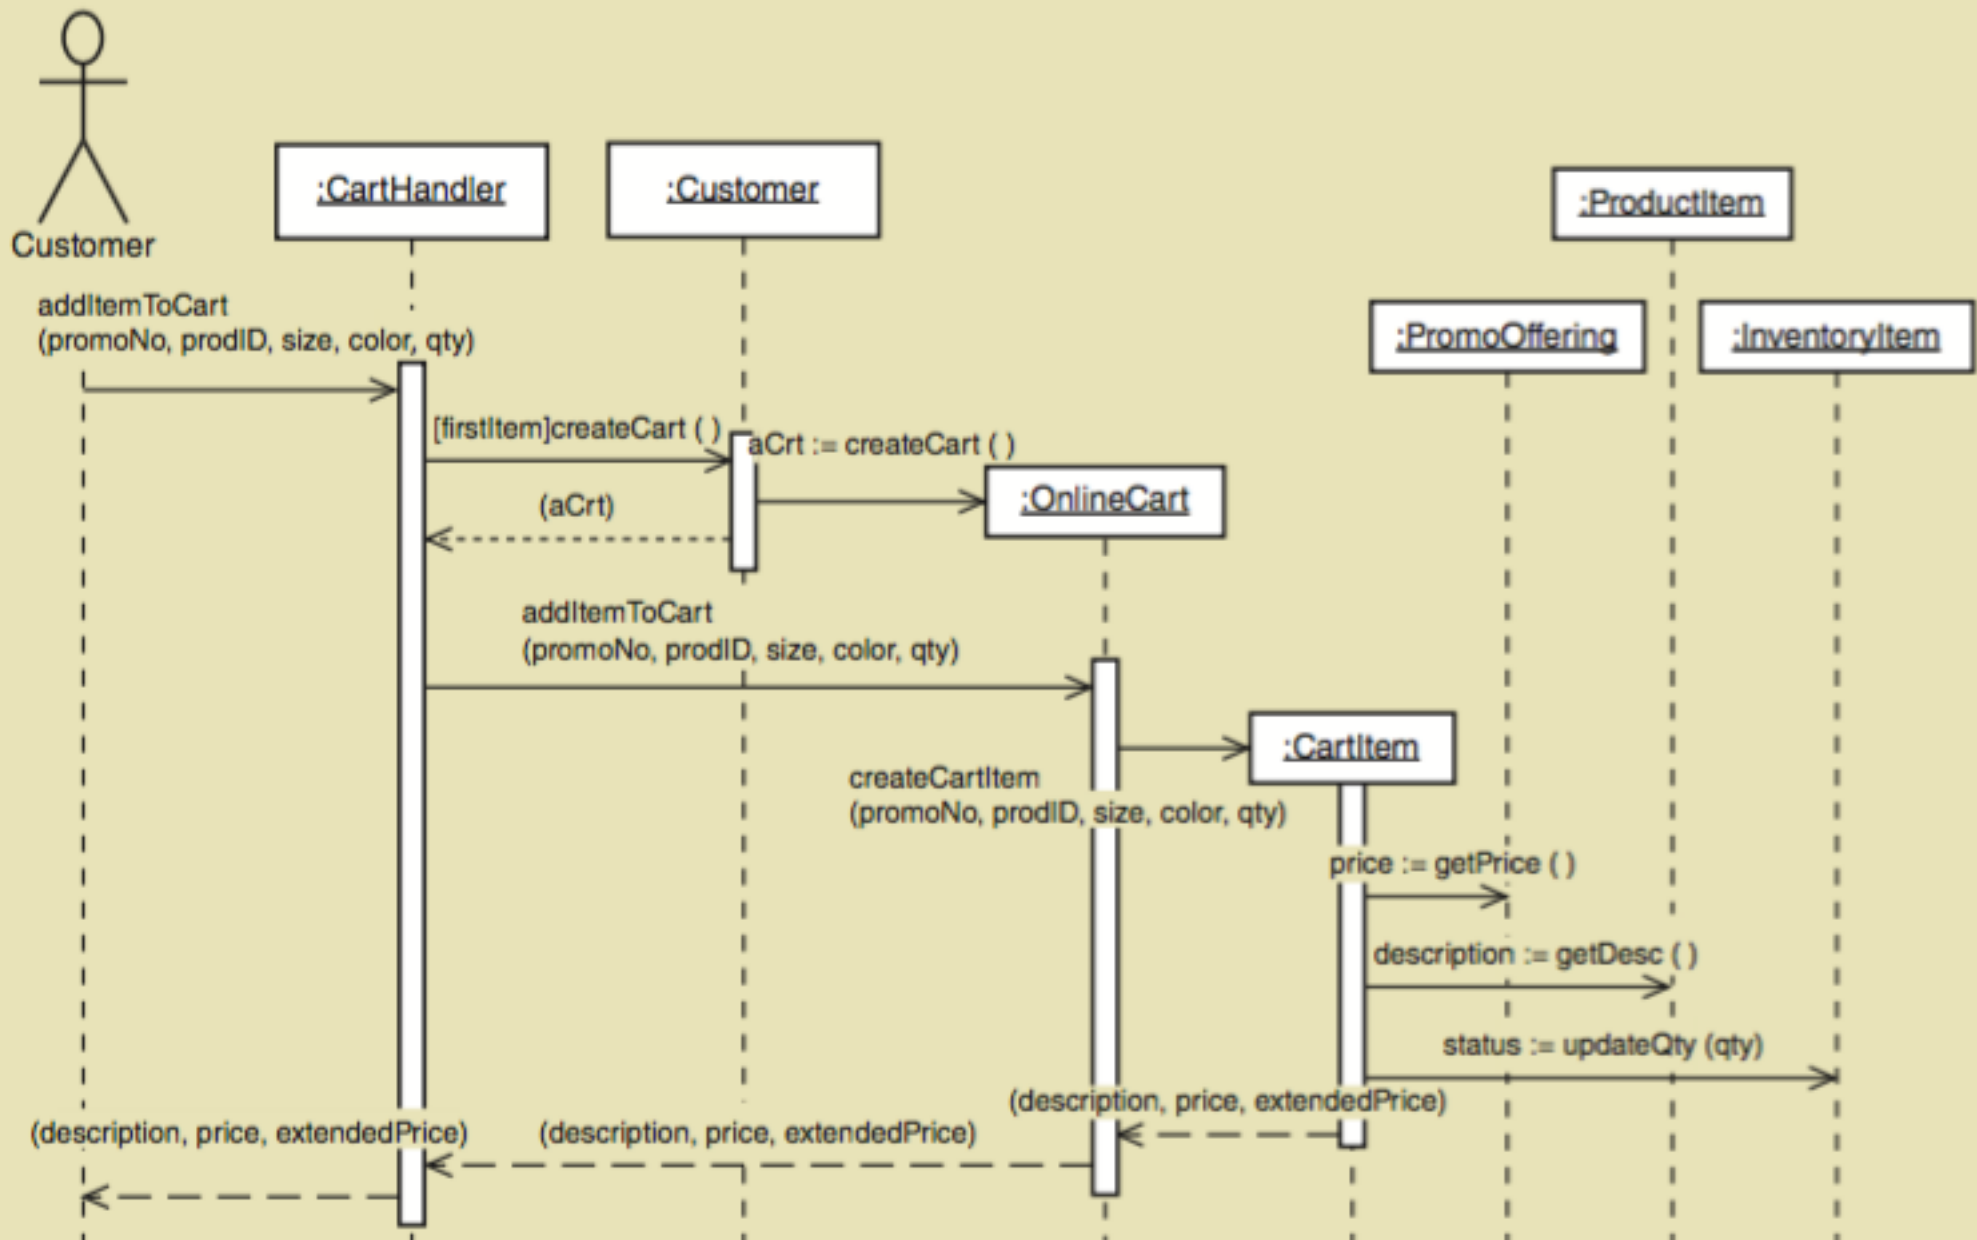 Customer
:CartHandler
:Customer
:ProductItem
:PromoOffering
:InventoryItem
addItemToCart
(promoNo, prodID, size, color, qty)
[firstItem]createCart ( )
aCrt := createCart ( )
:OnlineCart
(aCrt)
addItemToCart
(promoNo, prodID, size, color, qty)
:CartItem
createCartItem
(promoNo, prodID, size, color, qty)
price := getPrice ( )
description := getDesc ( )
status := updateQty (qty)
(description, price, extendedPrice)
(description, price, extendedPrice)
(description, price, extendedPrice)